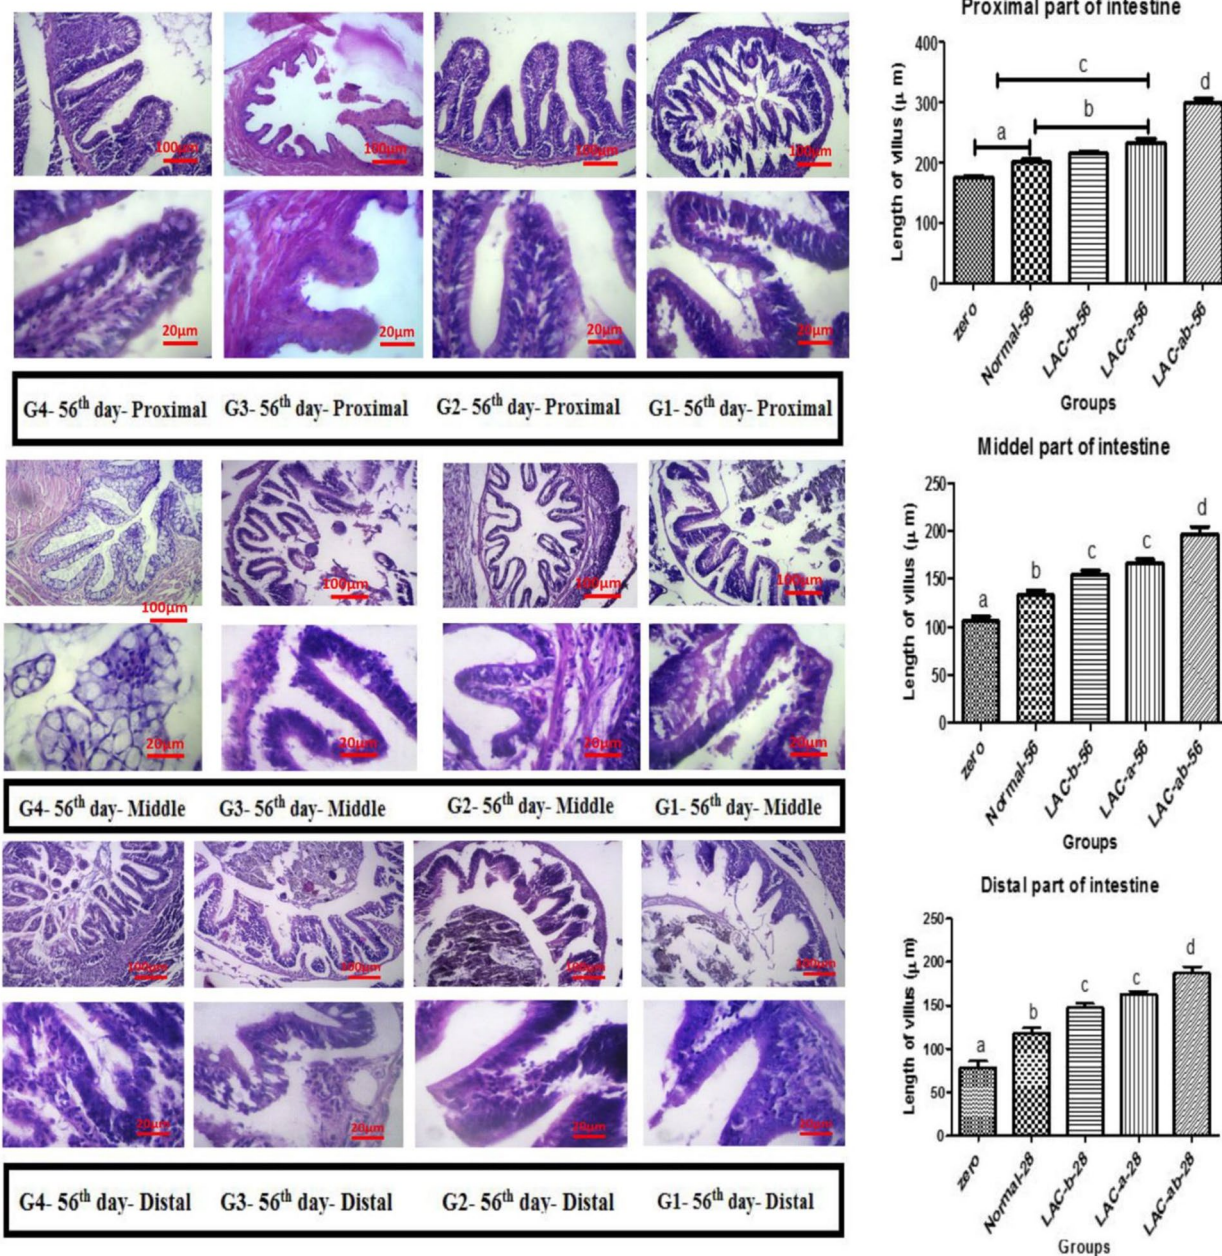 100µm 100µm 100µm 100µm
20µm 20µm 20µm 20µm
G4- 56th day- Proximal G3- 56th day- Proximal G2- 56th day- Proximal G1- 56th day- Proximal
100µm 100µm 100µm 100µm
20µm 20µm 20µm 20µm
G4- 56th day- Middle G3- 56th day- Middle G2- 56th day- Middle G1- 56th day- Middle
100µm 100µm 100µm 100µm
20µm 20µm 20µm 20µm
G4- 56th day- Distal G3- 56th day- Distal G2- 56th day- Distal G1- 56th day- Distal
Proximal part of intestine
Length of villus (µ m)
400
300
200
100
0
a
b
c
d
zero
Normal-56
LAC-b-56
LAC-a-56
LAC-ab-56
Groups
Middel part of intestine
Length of villus (µ m)
250
200
150
100
50
0
a
b
c
c
d
zero
Normal-56
LAC-b-56
LAC-a-56
LAC-ab-56
Groups
Distal part of intestine
Length of villus (µ m)
250
200
150
100
50
0
a
b
c
c
d
zero
Normal-28
LAC-b-28
LAC-a-28
LAC-ab-28
Groups